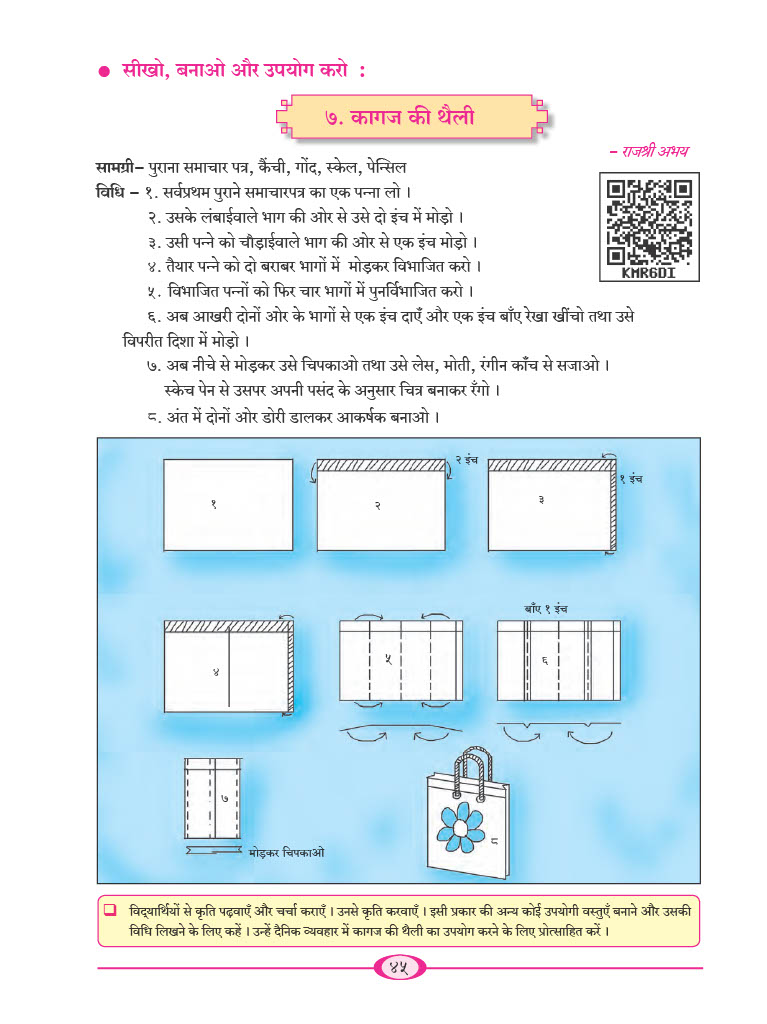 ● सीखो, बनाओ और उपयोग करो :
७. कागज की थैली
– राजश्री अभय
सामग्री– पुराना समाचार पत्र, कैंची, गोंद, स्केल, पेन्सिल
विधि – १. सर्वप्रथम पुराने समाचारपत्र का एक पन्ना लो ।
२. उसके लंबाईवाले भाग की ओर से उसे दो इंच में मोड़ो ।
३. उसी पन्ने को चौड़ाईवाले भाग की ओर से एक इंच मोड़ो ।
४. तैयार पन्ने को दो बराबर भागों में मोड़कर विभाजित करो ।
५. विभाजित पन्नों को फिर चार भागों में पुनर्विभाजित करो ।
६. अब आखरी दोनों ओर के भागों से एक इंच दाएँ और एक इंच बाँए रेखा खींचो तथा उसे
विपरीत दिशा में मोड़ो ।
७. अब नीचे से मोड़कर उसे चिपकाओ तथा उसे लेस, मोती, रंगीन काँच से सजाओ ।
स्केच पेन से उसपर अपनी पसंद के अनुसार चित्र बनाकर रँगो ।
८. अंत में दोनों ओर डोरी डालकर आकर्षक बनाओ ।
KMR6DI
२ इंच
१ इंच
१
२
३
बाँए १ इंच
४
५
६
७
८
मोड़कर चिपकाओ
❑ विद्‌यार्थियों से कृति पढ़वाएँ और चर्चा कराएँ । उनसे कृति करवाएँ । इसी प्रकार की अन्य कोई उपयोगी वस्तुएँ बनाने और उसकी
विधि लिखने के लिए कहें । उन्हें दैनिक व्यवहार में कागज की थैली का उपयोग करने के लिए प्रोत्साहित करें ।
४५